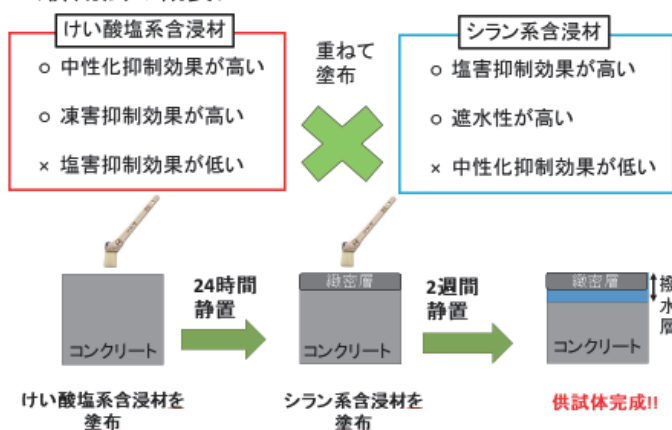 けい酸塩系含浸材
○ 中性化抑制効果が高い
○ 凍害抑制効果が高い
× 塩害抑制効果が低い
重ねて
塗布
シラン系含浸材
○ 塩害抑制効果が高い
○ 遮水性が高い
× 中性化抑制効果が低い
コンクリート
24時間
静置
緻密層
コンクリート
2週間
静置
緻密層
コンクリート
撥
水
層
けい酸塩系含浸材を
塗布
シラン系含浸材を
塗布
供試体完成!!